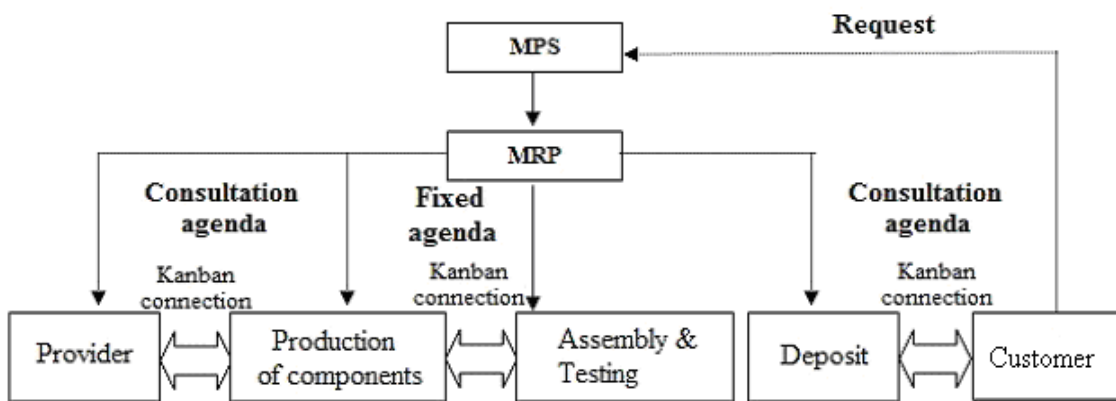 Request
MPS
MRP
Consultation
agenda
Fixed
agenda
Consultation
agenda
Kanban
connection
Kanban
connection
Kanban
connection
Provider
Production
of components
Assembly &
Testing
Deposit
Customer